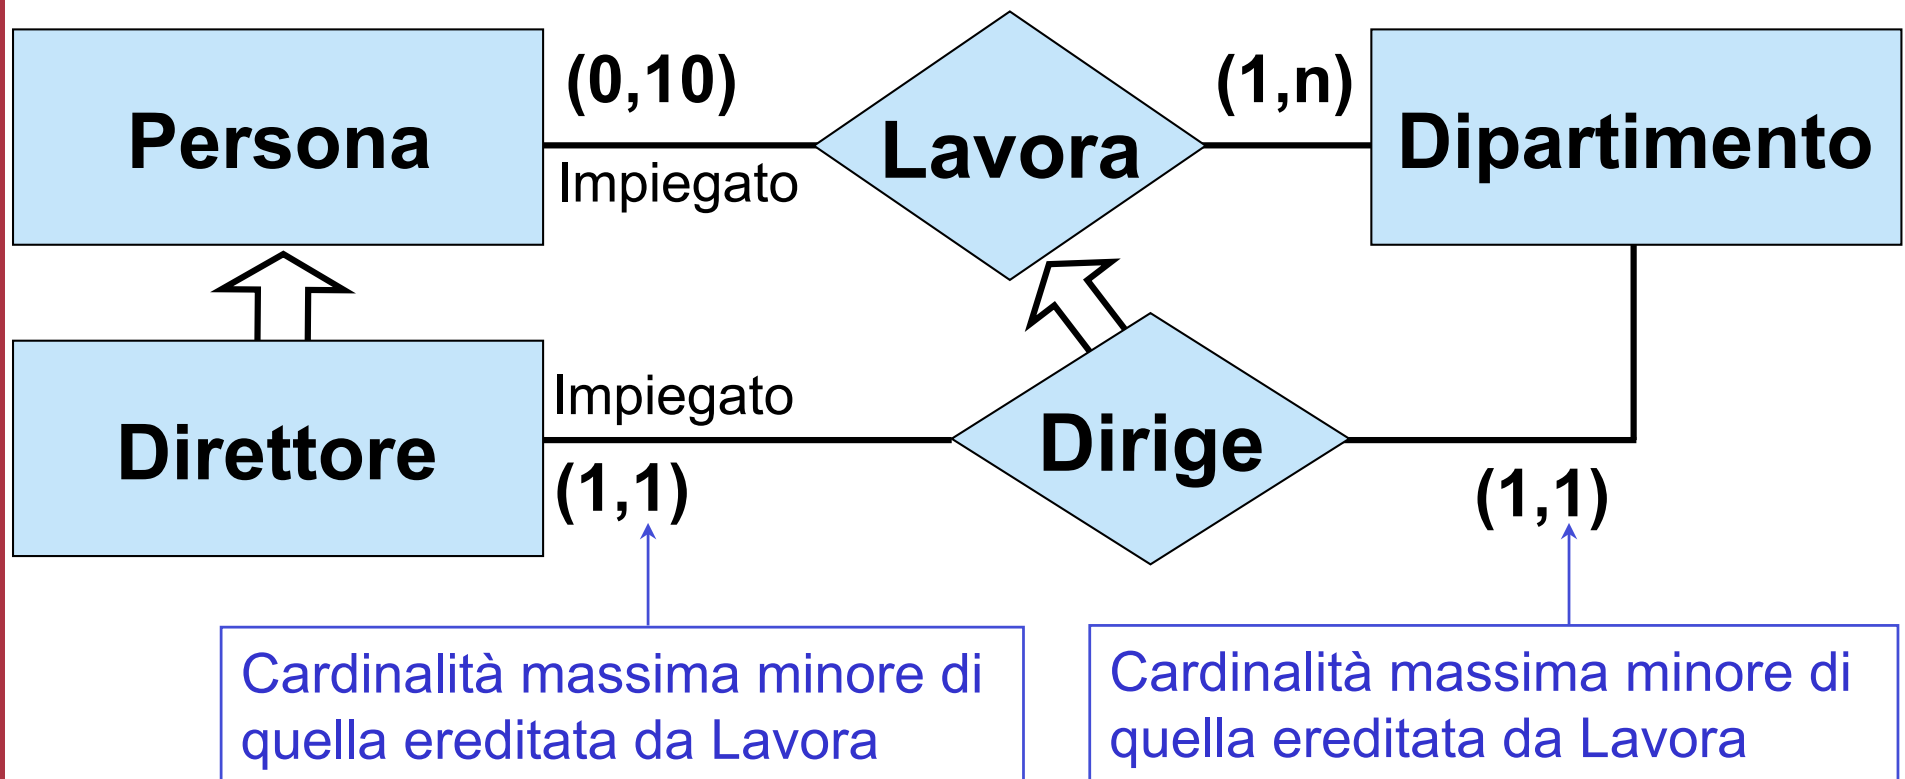 Persona
(0,10)
Impiegato
Lavora
(1,n)
Dipartimento
Direttore
Impiegato
(1,1)
Dirige
(1,1)
Cardinalità massima minore di
quella ereditata da Lavora
Cardinalità massima minore di
quella ereditata da Lavora